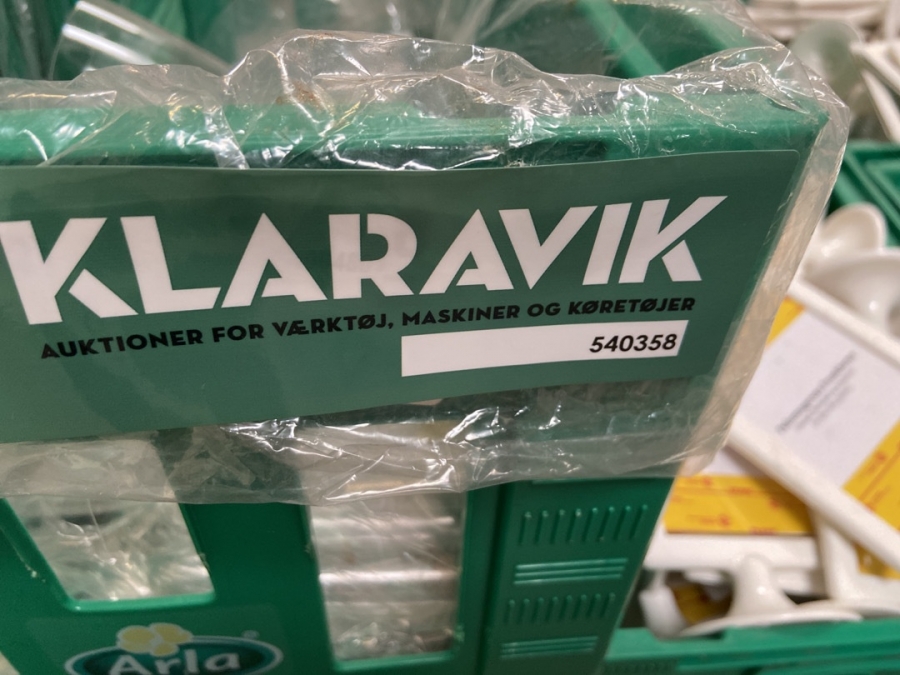 KLARAVIK
AUKTIONER FOR VÆRKTØJ, MASKINER OG KØRETØJER
540358
Arla